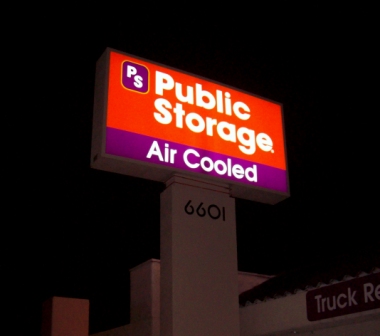 PS
Public
Storage
Air Cooled
6601
Truck Re